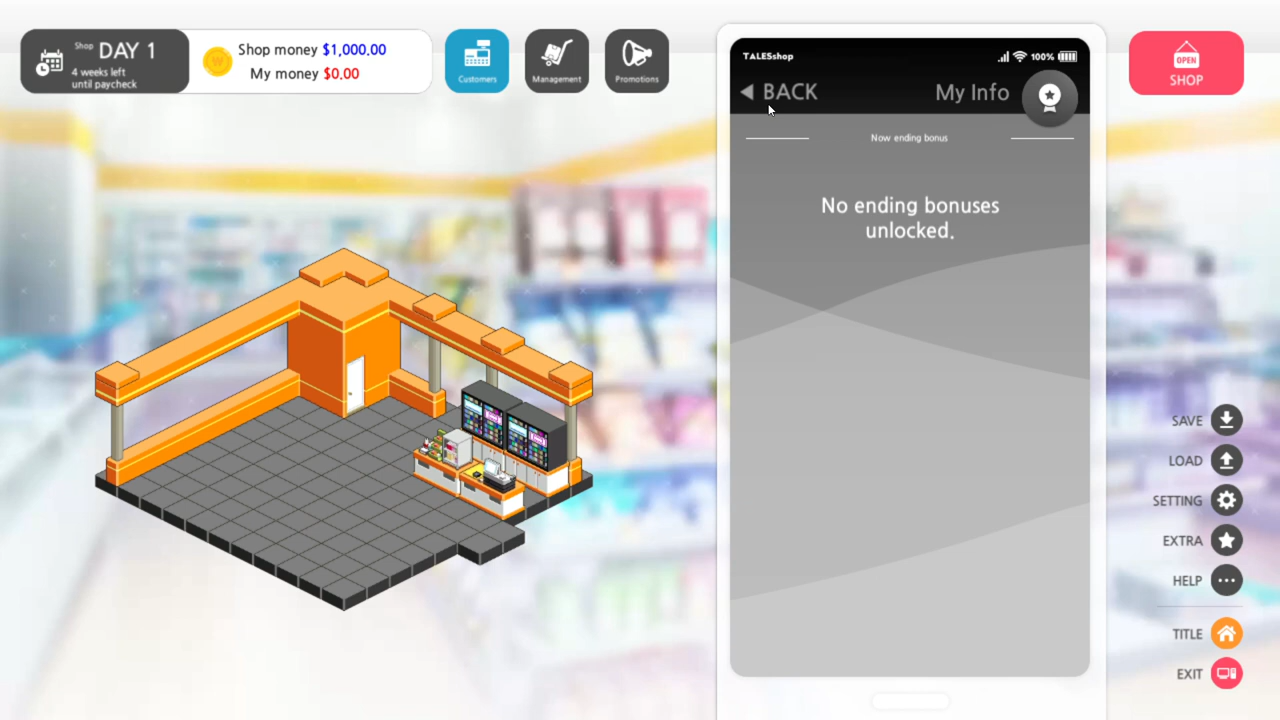 Shop DAY 1
4 weeks left
until paycheck
Shop money $1,000.00
My money $0.00
Customers
Management
Promotions
TALESshop
100%
BACK
My Info
Now ending bonus
No ending bonuses
unlocked.
OPEN
SHOP
SAVE
LOAD
SETTING
EXTRA
HELP
TITLE
EXIT